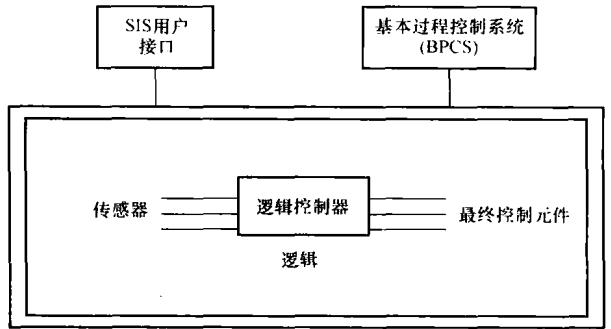 SIS用户
接口
基本过程控制系统
(BPCS)
传感器
逻辑控制器
最终控制元件
逻辑